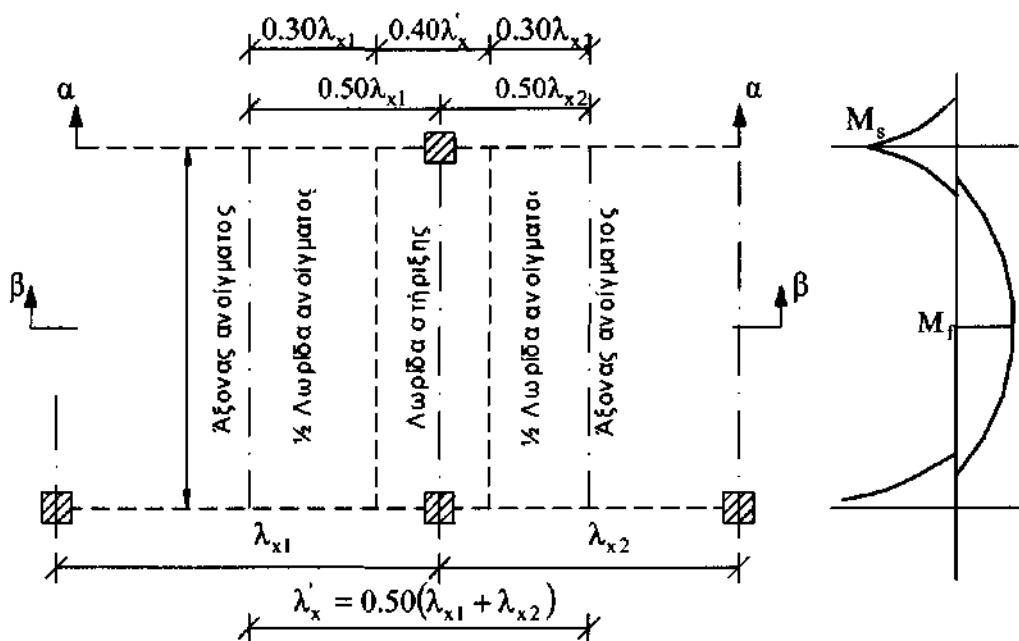 0.30λx1 0.40λ'x 0.30λx2
0.50λx1 0.50λx2
α α
Άξονας ανοίγματος
½ Λωρίδα ανοίγματος
Λωρίδα στήριξης
½ Λωρίδα ανοίγματος
Άξονας ανοίγματος
β β
Ms
Mf
λx1 λx2
λ'x = 0.50(λx1 + λx2)